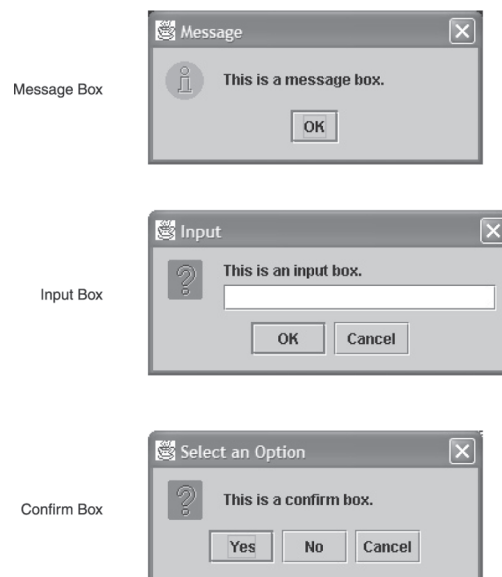 Message
Message Box
This is a message box.
OK
Input
This is an input box.
Input Box
OK Cancel
Select an Option
This is a confirm box.
Confirm Box
Yes No Cancel